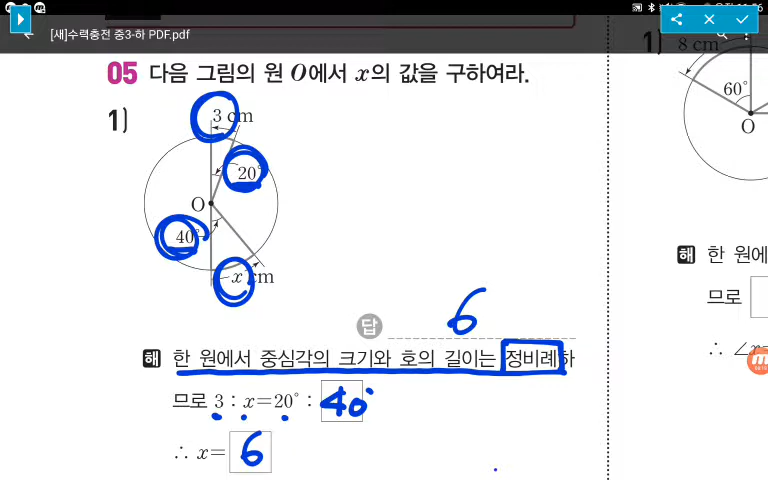 [새]수력충전 중3-하 PDF.pdf
05 다음 그림의 원 O에서 x의 값을 구하여라.
1)
3 cm
20°
O
40°
x cm
답 6
해 한 원에서 중심각의 크기와 호의 길이는 정비례하
므로 3 : x=20° : 40°
∴ x= 6
1)
8 cm
60°
O
해 한 원에
므로
∴ ∠x=